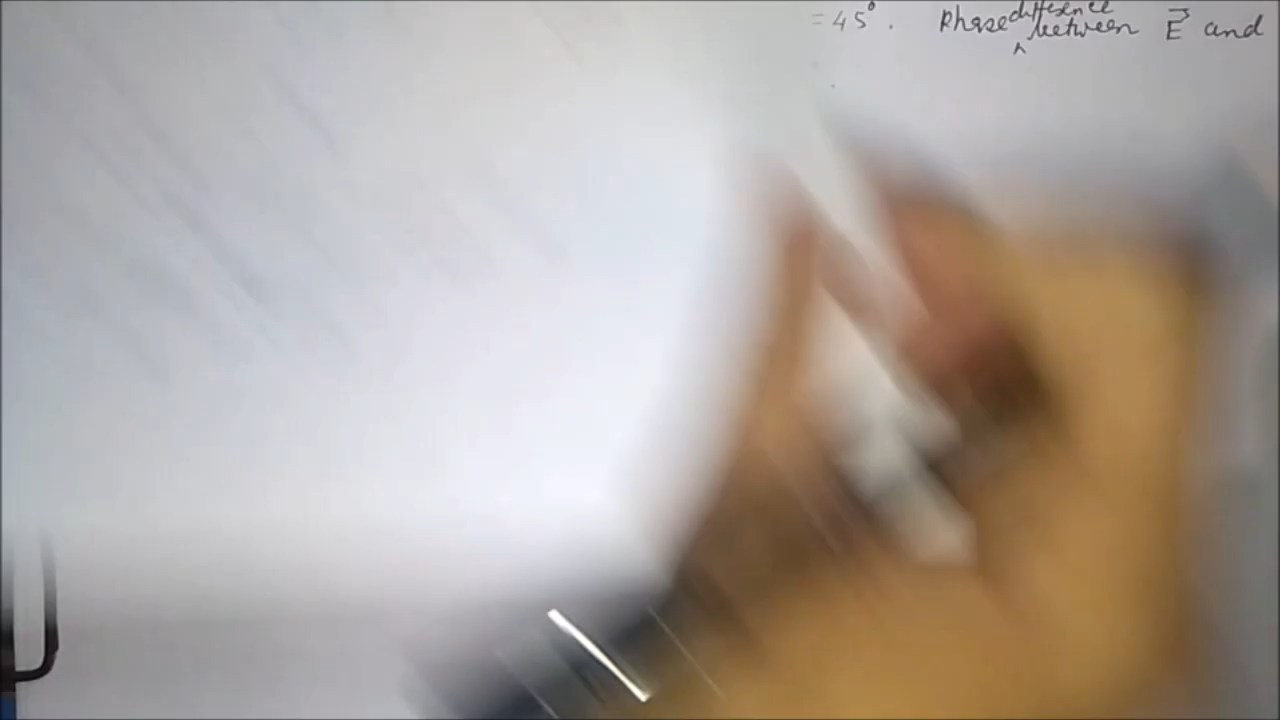 = 45°. Phase difference between E⃗ and